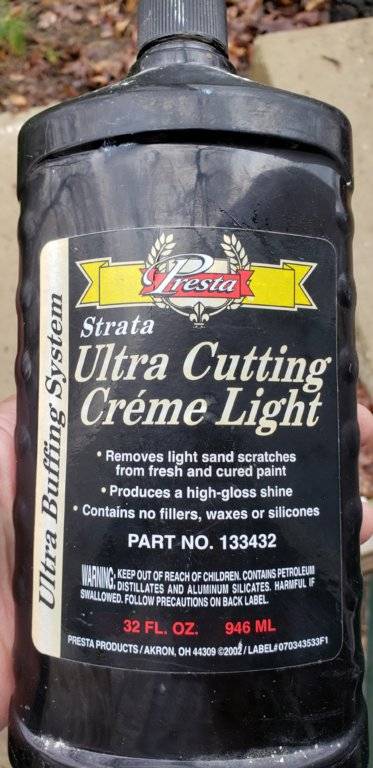 Presta
Strata
Ultra Cutting
Créme Light
Ultra Buffing System
• Removes light sand scratches
from fresh and cured paint
• Produces a high-gloss shine
• Contains no fillers, waxes or silicones
PART NO. 133432
WARNING: KEEP OUT OF REACH OF CHILDREN. CONTAINS PETROLEUM
DISTILLATES AND ALUMINUM SILICATES. HARMFUL IF
SWALLOWED. FOLLOW PRECAUTIONS ON BACK LABEL.
32 FL. OZ. 946 ML
PRESTA PRODUCTS / AKRON, OH 44309 ©2002 / LABEL#070343533F1